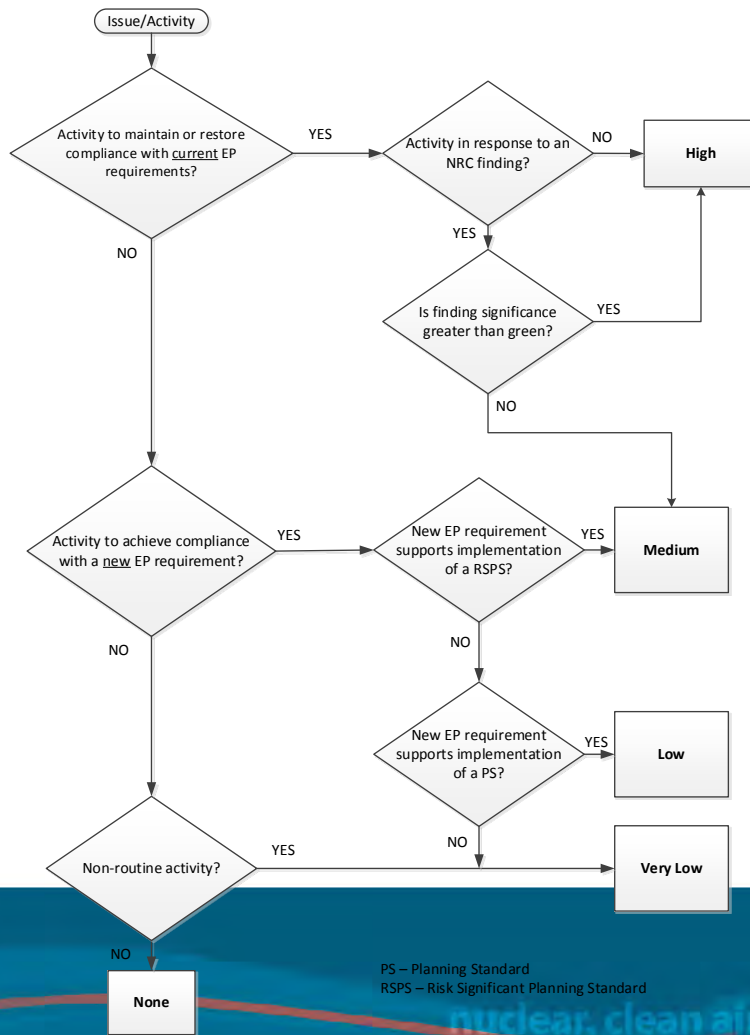 Issue/Activity
Activity to maintain or restore
compliance with current EP
requirements?
YES
Activity in response to an
NRC finding?
NO
High
NO
YES
Is finding significance
greater than green?
YES
NO
Activity to achieve compliance
with a new EP requirement?
YES
New EP requirement
supports implementation
of a RSPS?
YES
Medium
NO
NO
New EP requirement
supports implementation
of a PS?
YES
Low
NO
Non-routine activity?
YES
Very Low
NO
None
PS – Planning Standard
RSPS – Risk Significant Planning Standard
nuclear. clean ai